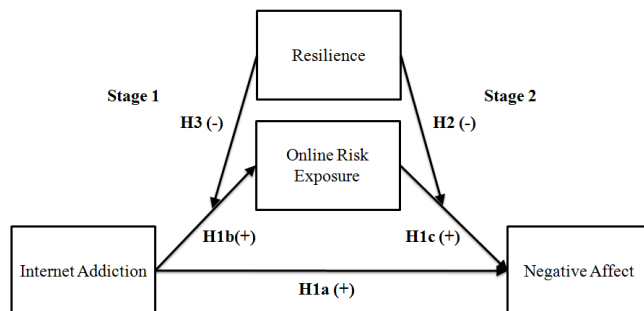 Resilience
Stage 1
Stage 2
H3 (-)
H2 (-)
Online Risk
Exposure
H1b(+)
H1c (+)
Internet Addiction
Negative Affect
H1a (+)